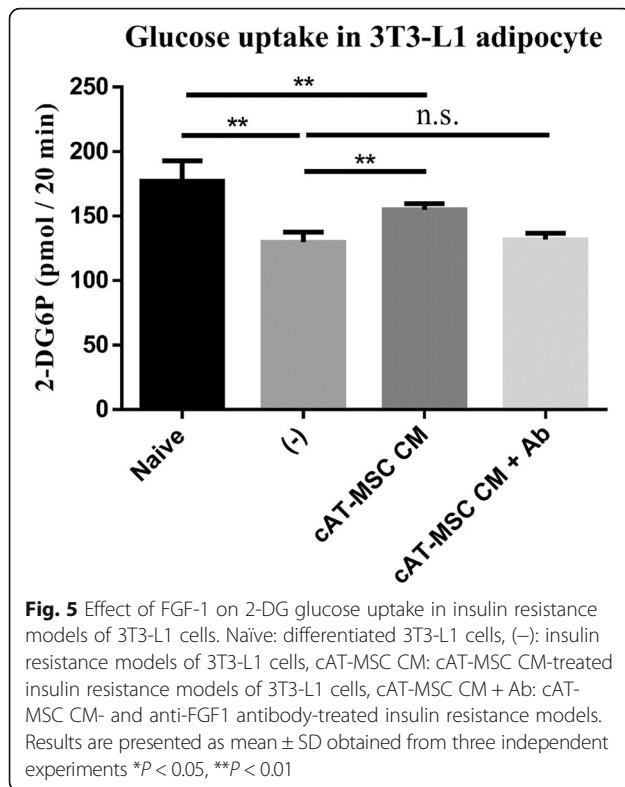 Glucose uptake in 3T3-L1 adipocyte
**
** n.s.
**
250
200
150
100
50
0
2-DG6P (pmol / 20 min)
Naive
(-)
cAT-MSC CM
cAT-MSC CM + Ab
Fig. 5 Effect of FGF-1 on 2-DG glucose uptake in insulin resistance
models of 3T3-L1 cells. Naïve: differentiated 3T3-L1 cells, (−): insulin
resistance models of 3T3-L1 cells, cAT-MSC CM: cAT-MSC CM-treated
insulin resistance models of 3T3-L1 cells, cAT-MSC CM + Ab: cAT-
MSC CM- and anti-FGF1 antibody-treated insulin resistance models.
Results are presented as mean ± SD obtained from three independent
experiments *P < 0.05, **P < 0.01